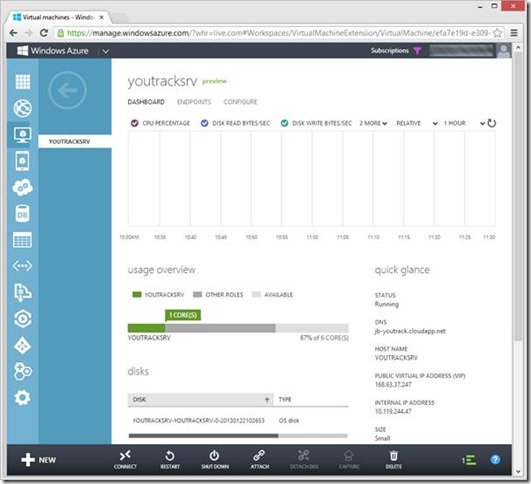 Virtual machines - Windo
https://manage.windowsazure.com/?whr=live.com#Workspaces/VirtualMachineExtension/VirtualMachine/efa7e19d-e309-
Windows Azure
Subscriptions
youtracksrv preview
YOUTRACKSRV
DASHBOARD ENDPOINTS CONFIGURE
CPU PERCENTAGE DISK READ BYTES/SEC DISK WRITE BYTES/SEC 2 MORE RELATIVE 1 HOUR
10:30AM 10:35 10:40 10:45 10:50 10:55 11:00 11:05 11:10 11:15 11:20 11:25 11:30
usage overview
YOUTRACKSRV OTHER ROLES AVAILABLE
1 CORE(S)
YOUTRACKSRV 67% of 6 CORE(S)
disks
DISK TYPE
YOUTRACKSRV-YOUTRACKSRV-0-20130122102653 OS disk
quick glance
STATUS
Running
DNS
jb-youtrack.cloudapp.net
HOST NAME
YOUTRACKSRV
PUBLIC VIRTUAL IP ADDRESS (VIP)
168.63.37.247
INTERNAL IP ADDRESS
10.119.244.47
SIZE
Small
NEW CONNECT RESTART SHUT DOWN ATTACH DETACH DISK CAPTURE DELETE 1 ?